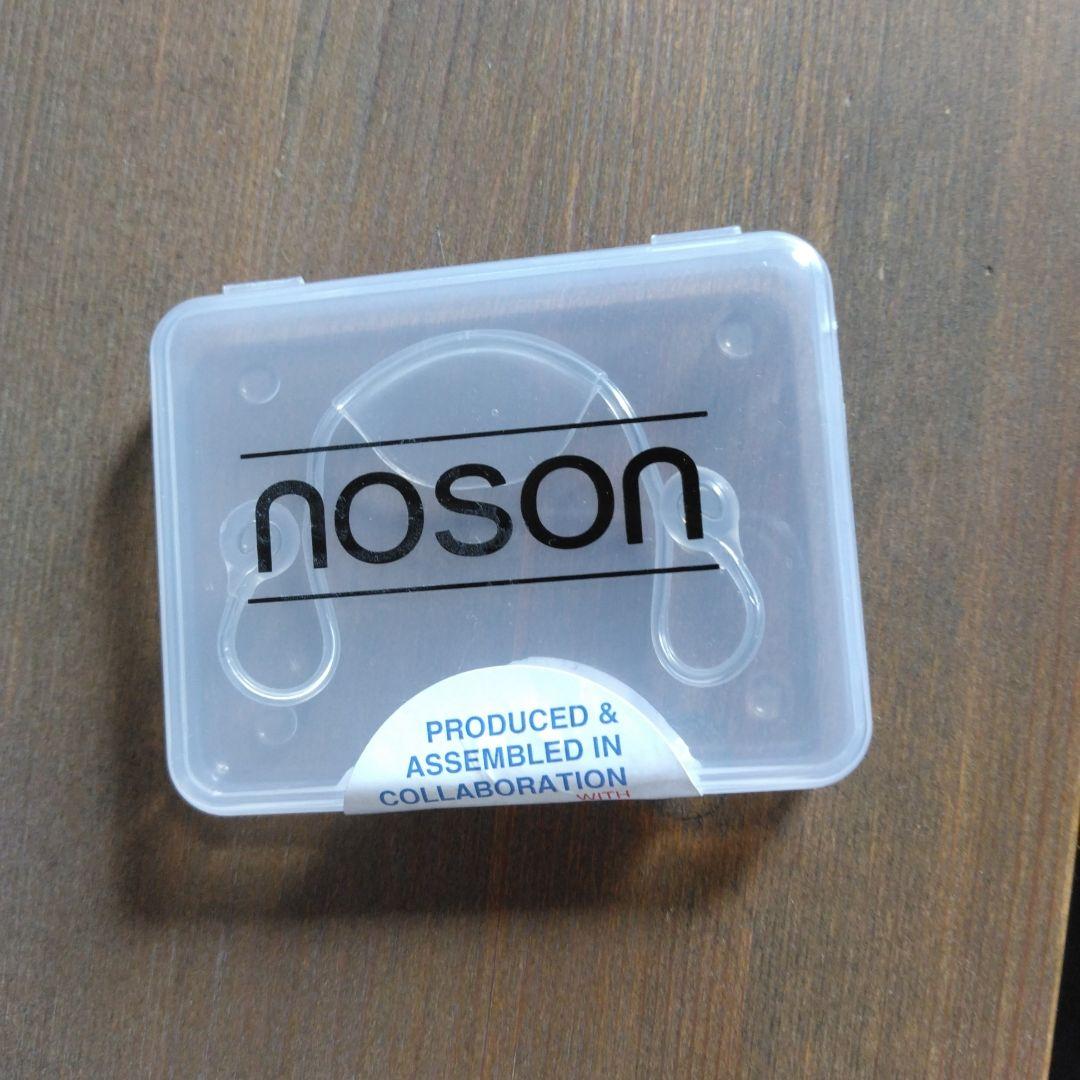 noson
PRODUCED &
ASSEMBLED IN
COLLABORATION
WITH